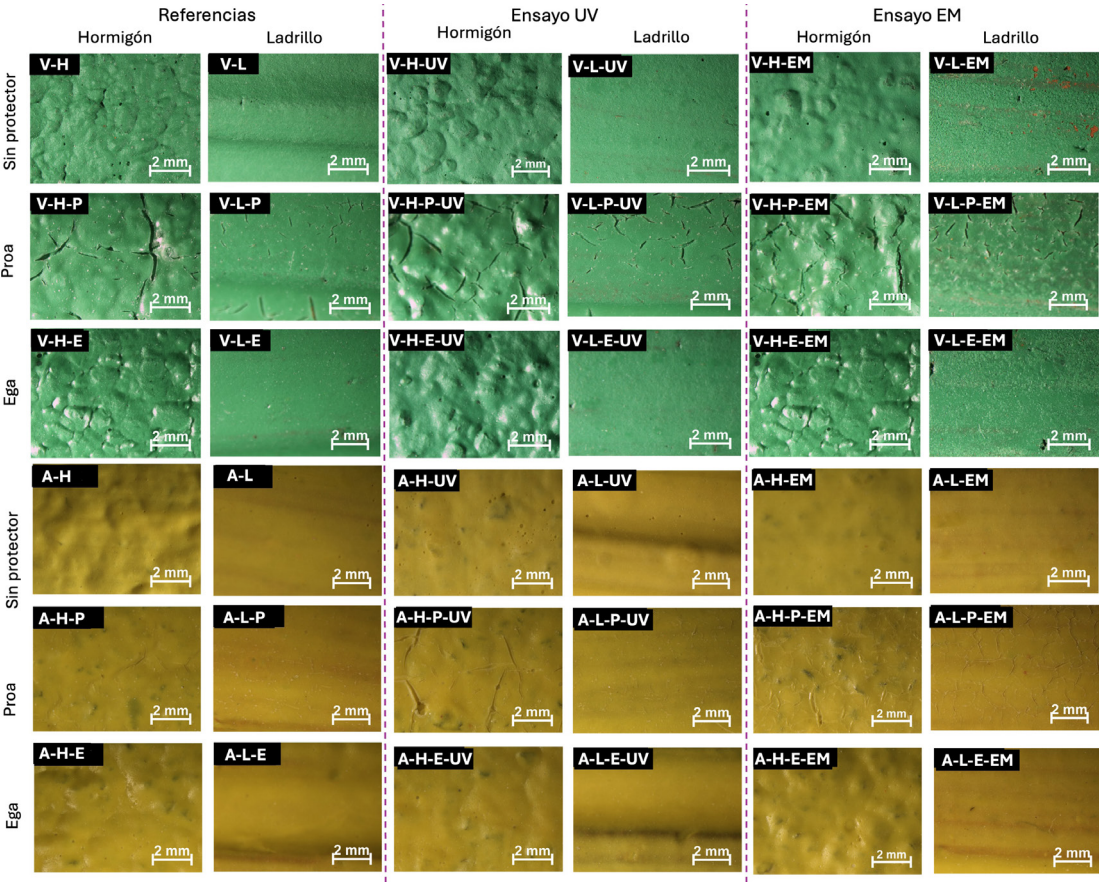 Referencias Ensayo UV Ensayo EM
Hormigón Ladrillo Hormigón Ladrillo Hormigón Ladrillo
Sin protector
V-H V-L V-H-UV V-L-UV V-H-EM V-L-EM
2 mm 2 mm 2 mm 2 mm 2 mm 2 mm
Proa
V-H-P V-L-P V-H-P-UV V-L-P-UV V-H-P-EM V-L-P-EM
2 mm 2 mm 2 mm 2 mm 2 mm 2 mm
Ega
V-H-E V-L-E V-H-E-UV V-L-E-UV V-H-E-EM V-L-E-EM
2 mm 2 mm 2 mm 2 mm 2 mm 2 mm
Sin protector
A-H A-L A-H-UV A-L-UV A-H-EM A-L-EM
2 mm 2 mm 2 mm 2 mm 2 mm 2 mm
Proa
A-H-P A-L-P A-H-P-UV A-L-P-UV A-H-P-EM A-L-P-EM
2 mm 2 mm 2 mm 2 mm 2 mm 2 mm
Ega
A-H-E A-L-E A-H-E-UV A-L-E-UV A-H-E-EM A-L-E-EM
2 mm 2 mm 2 mm 2 mm 2 mm 2 mm